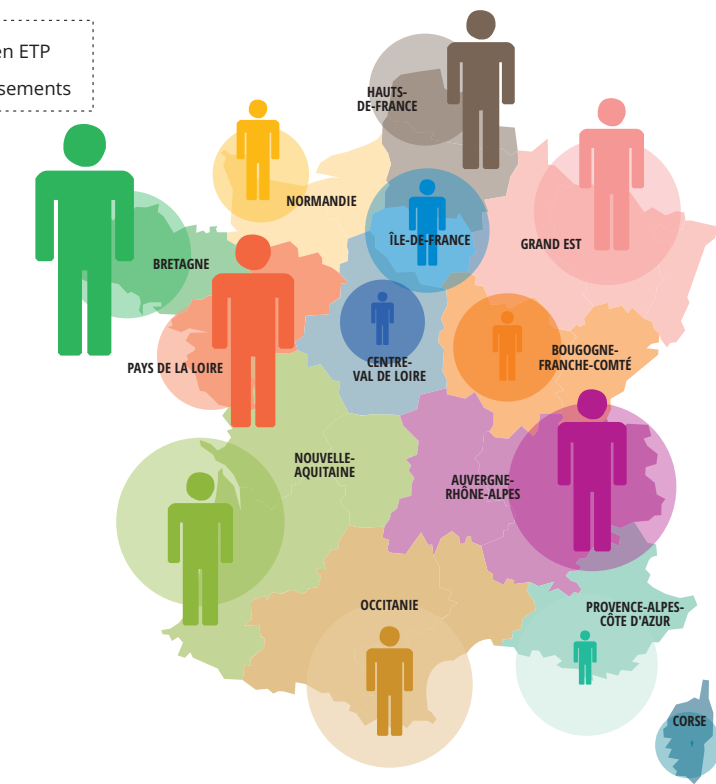 en ETP
sements
HAUTS-
DE-FRANCE
NORMANDIE
ÎLE-DE-FRANCE
GRAND EST
BRETAGNE
PAYS DE LA LOIRE
CENTRE-
VAL DE LOIRE
BOUGOGNE-
FRANCHE-COMTÉ
NOUVELLE-
AQUITAINE
AUVERGNE-
RHÔNE-ALPES
OCCITANIE
PROVENCE-ALPES-
CÔTE D'AZUR
CORSE